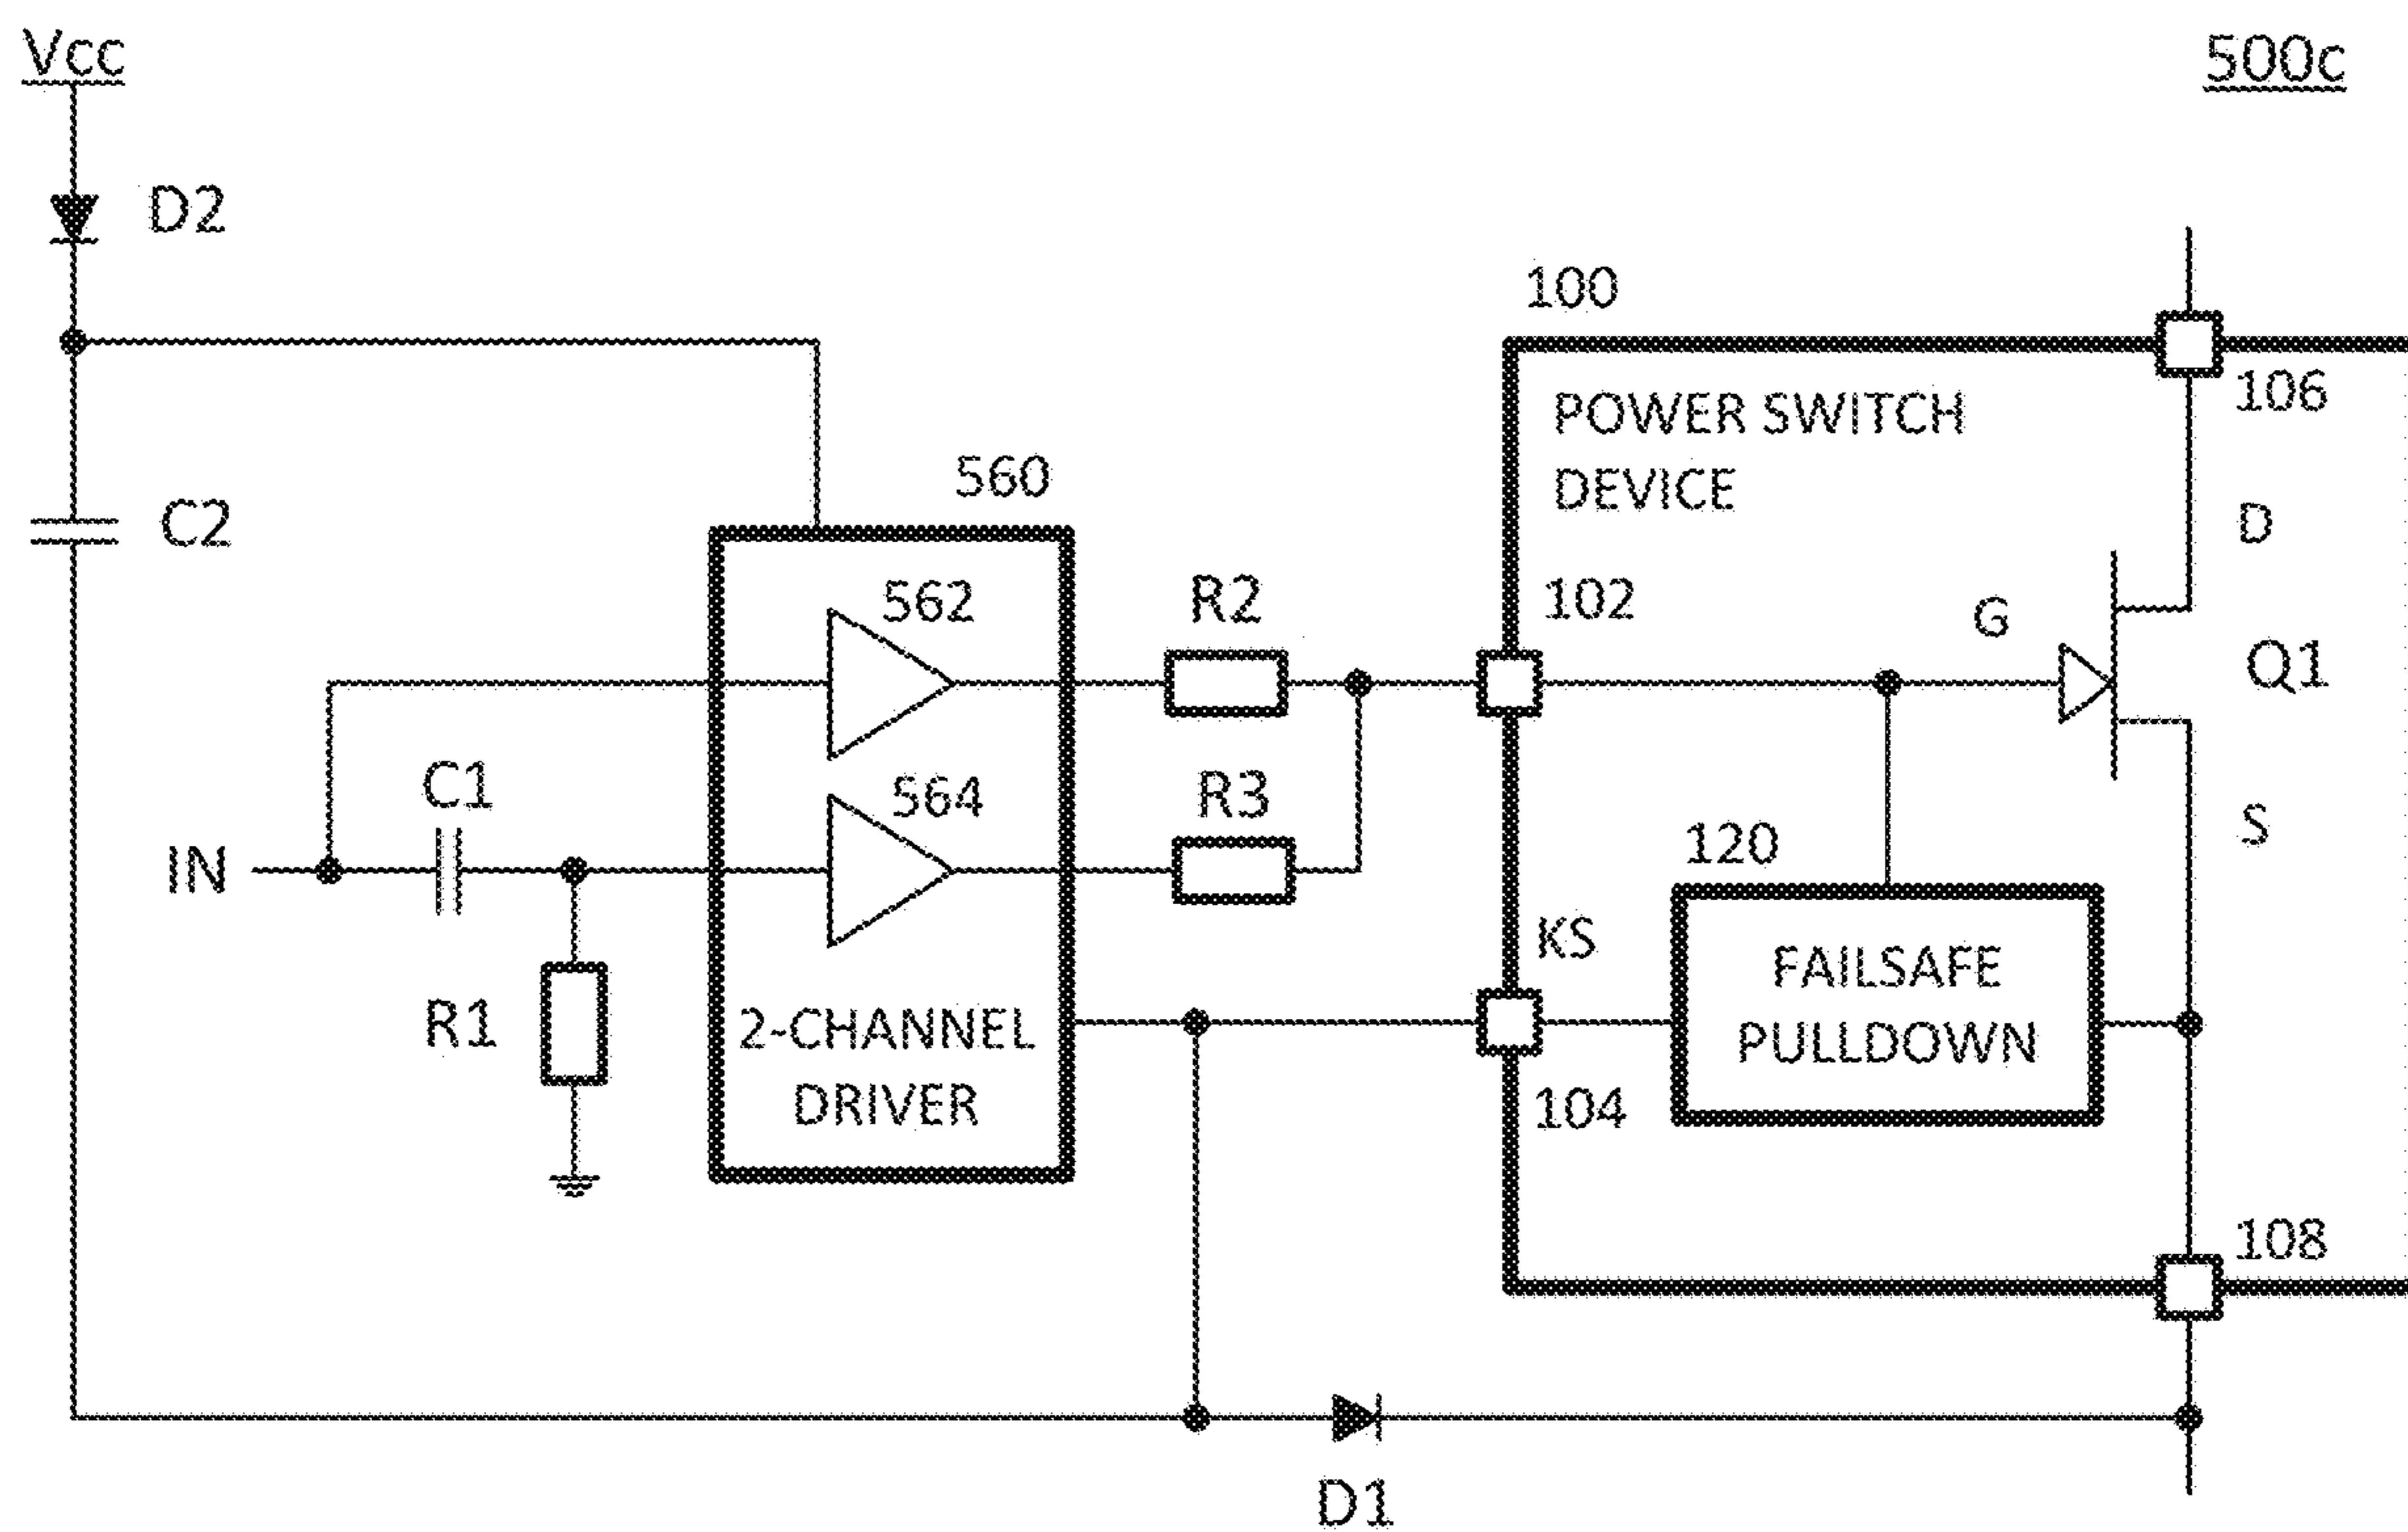 Vcc
500c
D2
100
106
POWER SWITCH
DEVICE
560
C2
D
562
R2
102
G
Q1
C1
564
R3
120
S
IN
KS
FAILSAFE
PULLDOWN
R1
2-CHANNEL
DRIVER
104
108
D1